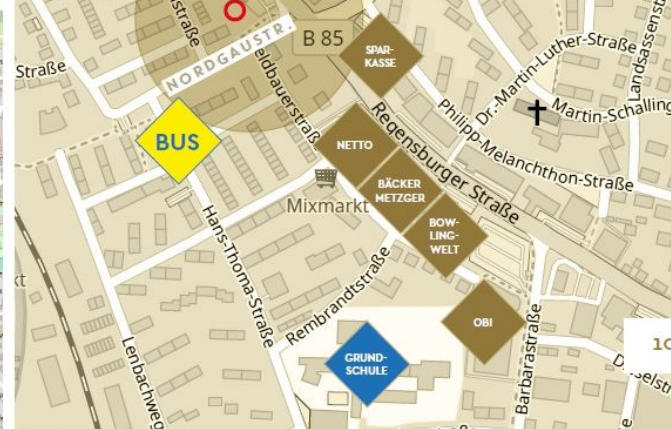 Straße
straße
NORDGAUSTR.
B 85
SPAR-
KASSE
Dr.-Martin-Luther-Straße
Martin-Schalling
Philipp-Melanchthon-Straße
Regensburger Straße
BUS
NETTO
BÄCKER
METZGER
BOW-
LING-
WELT
Mixmarkt
Hans-Thoma-Straße
Rembrandtstraße
OBI
GRUND-
SCHULE
Lenbachweg
Barbarastraße